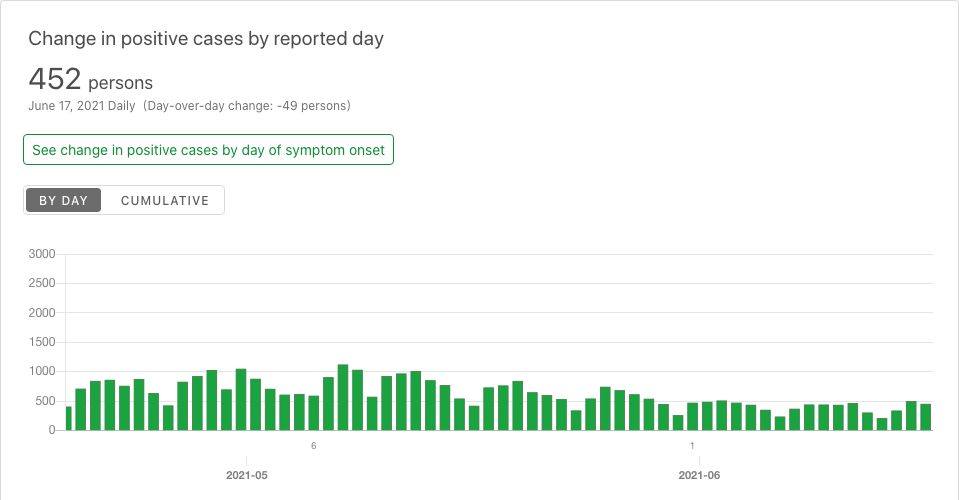 Change in positive cases by reported day
452 persons
June 17, 2021 Daily (Day-over-day change: -49 persons)
See change in positive cases by day of symptom onset
BY DAY CUMULATIVE
3000
2500
2000
1500
1000
500
0
6 1
2021-05 2021-06